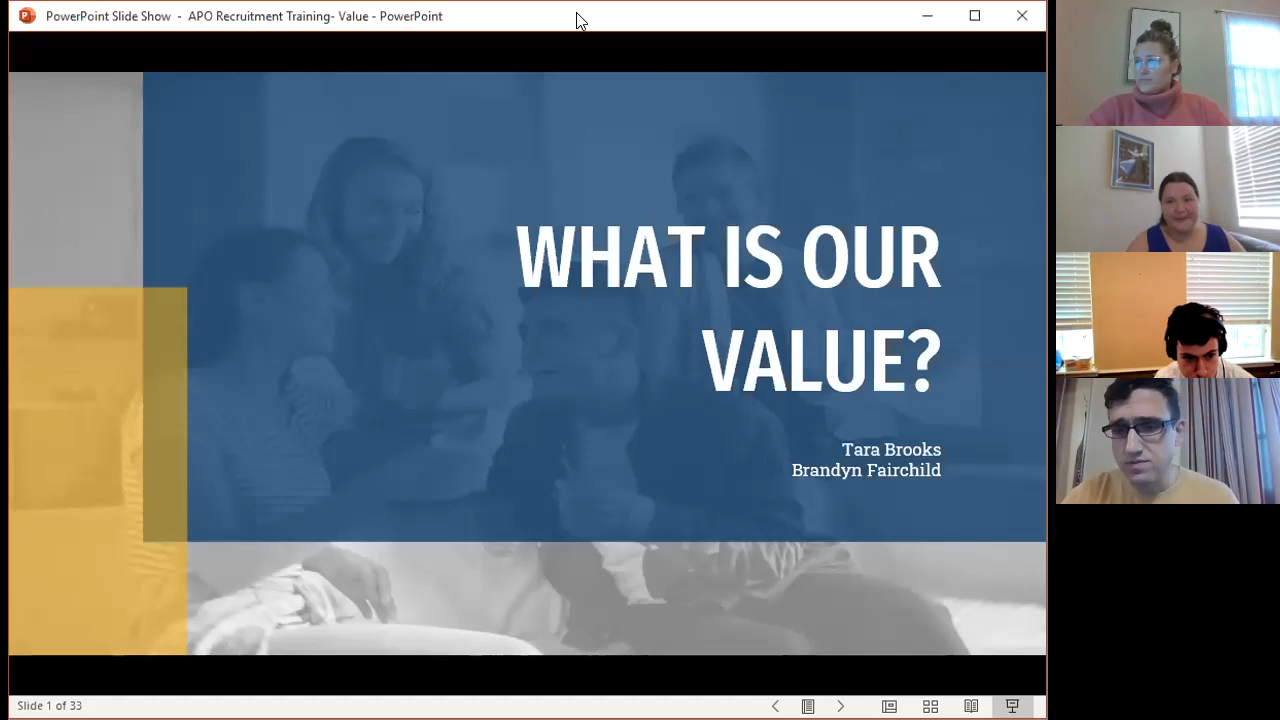 PowerPoint Slide Show - APO Recruitment Training- Value - PowerPoint
WHAT IS OUR
VALUE?
Tara Brooks
Brandyn Fairchild
Slide 1 of 33